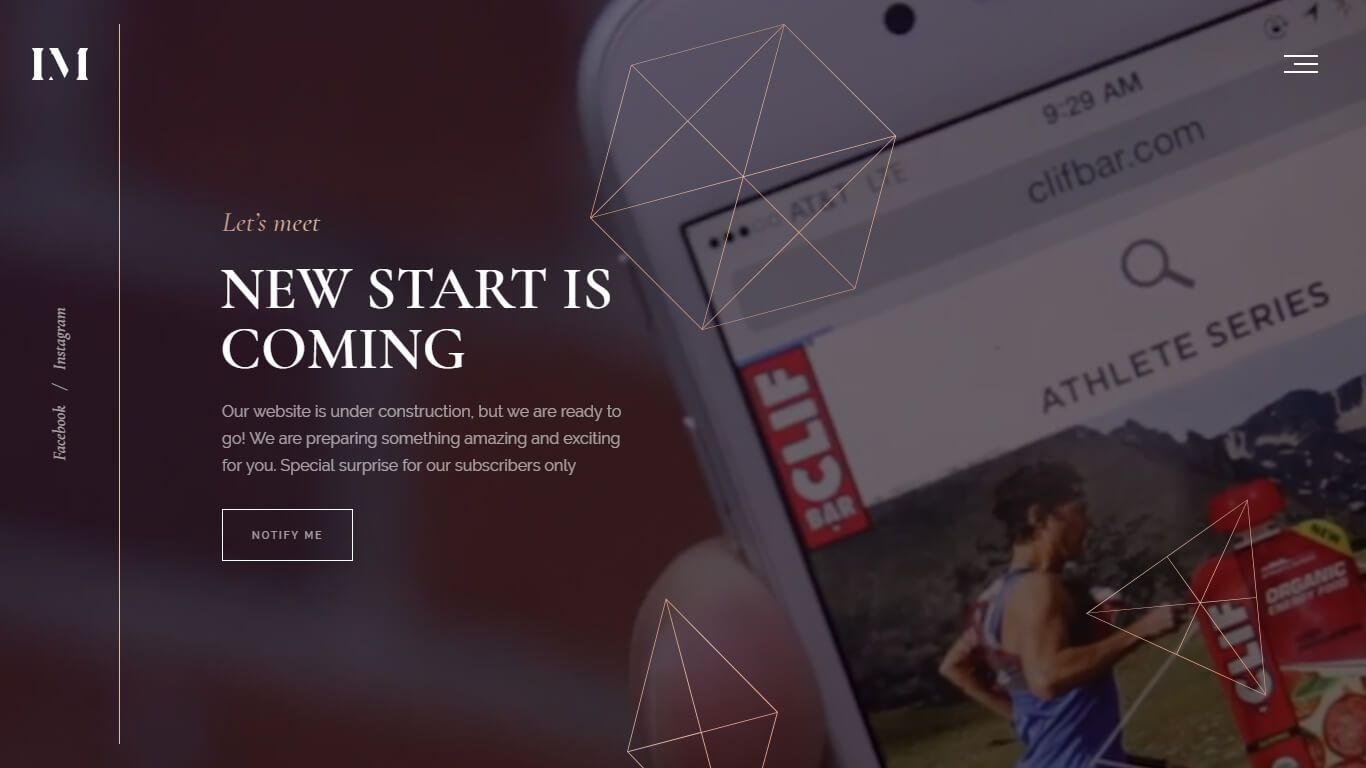 IM
Let's meet
NEW START IS
COMING
Our website is under construction, but we are ready to
go! We are preparing something amazing and exciting
for you. Special surprise for our subscribers only
NOTIFY ME
Facebook / Instagram
9:29 AM
AT&T LTE
clifbar.com
ATHLETE SERIES
CLIF
BAR
NEW
ORGANIC
ENERGY FOOD
CLIF